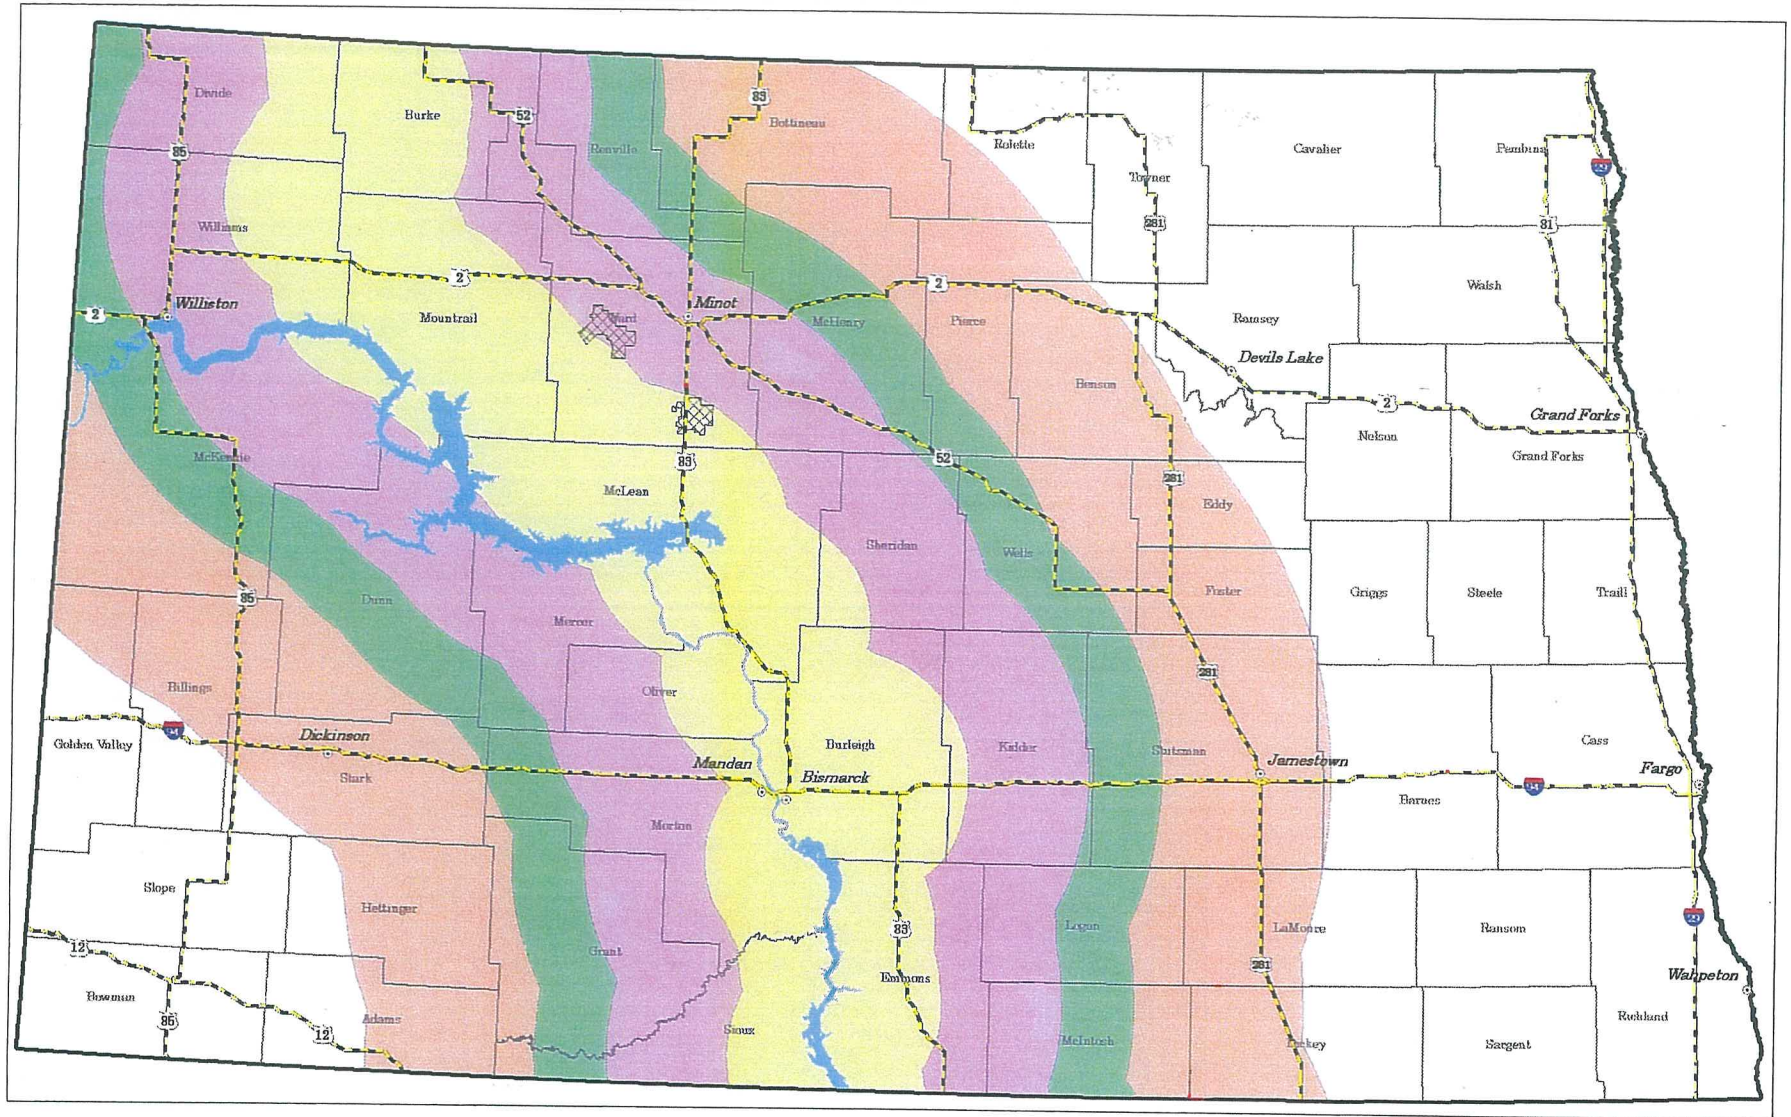 Divide
Burke
52
83
Bottineau
Renville
Rolette
Towner
Cavalier
Pembina
29
85
Williams
281
81
2
Walsh
Williston
2
Mountrail
Ward
Minot
McHenry
2
Pierce
Ramsey
Devils Lake
Benson
2
Grand Forks
Nelson
Grand Forks
McKenzie
83
52
McLean
281
Eddy
Sheridan
Wells
85
Dunn
Mercer
Foster
Griggs
Steele
Traill
Billings
Oliver
281
94
Golden Valley
Dickinson
Stark
Mandan
Bismarck
Burleigh
Kidder
Stutsman
Jamestown
Cass
Fargo
94
Barnes
Morton
Slope
Hettinger
Grant
83
Logan
LaMoure
Ransom
29
12
Emmons
281
Wahpeton
Bowman
85
Adams
12
Sioux
McIntosh
Dickey
Sargent
Richland